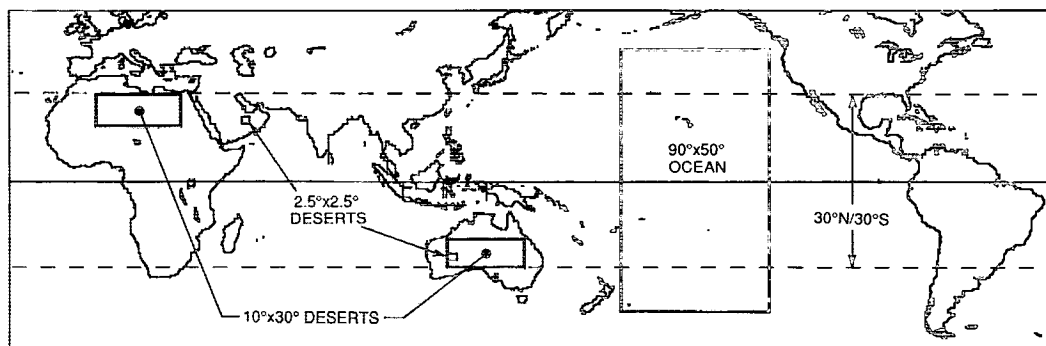 90°x50°
OCEAN
2.5°x2.5°
DESERTS
30°N/30°S
10°x30° DESERTS